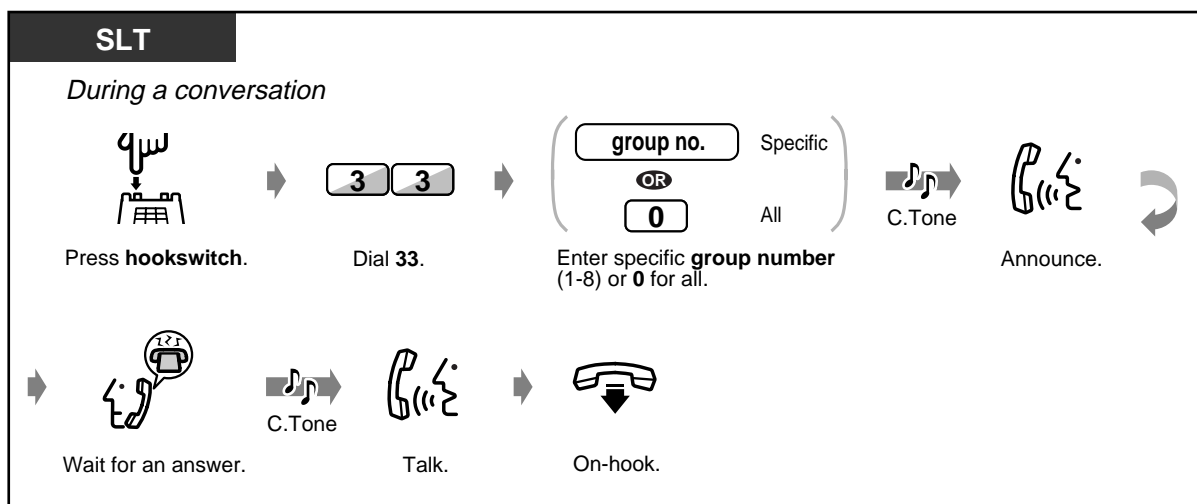 SLT
During a conversation
group no. Specific
OR
3 3
0 All
C.Tone
Press hookswitch.
Dial 33.
Enter specific group number
(1-8) or 0 for all.
Announce.
C.Tone
Wait for an answer.
Talk.
On-hook.